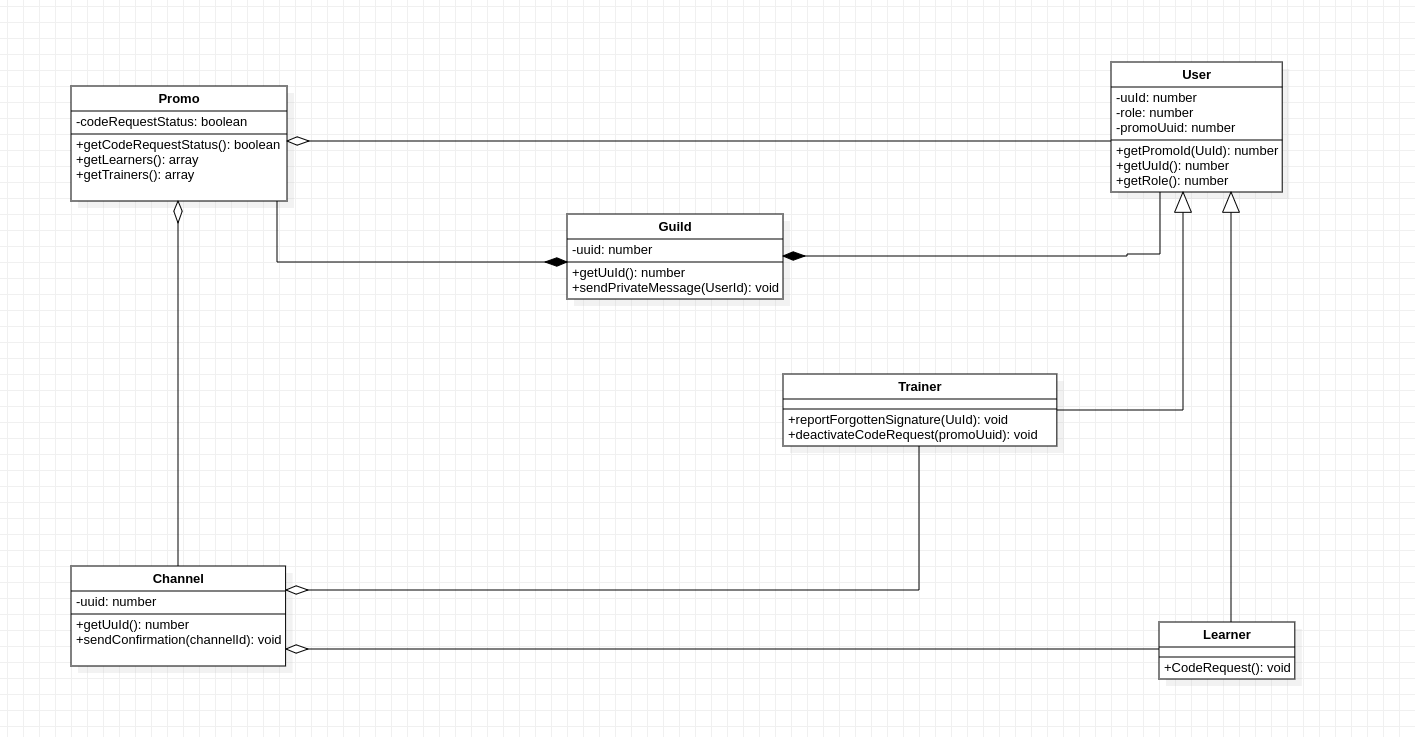 Promo
-codeRequestStatus: boolean
+getCodeRequestStatus(): boolean
+getLearners(): array
+getTrainers(): array
User
-uuId: number
-role: number
-promoUuid: number
+getPromoId(UuId): number
+getUuId(): number
+getRole(): number
Guild
-uuid: number
+getUuId(): number
+sendPrivateMessage(UserId): void
Trainer
+reportForgottenSignature(UuId): void
+deactivateCodeRequest(promoUuid): void
Channel
-uuid: number
+getUuId(): number
+sendConfirmation(channelId): void
Learner
+CodeRequest(): void